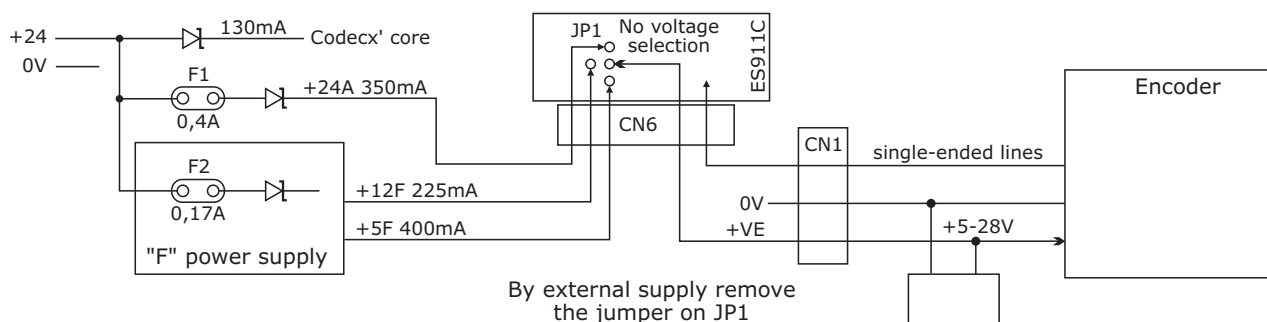 +24
0V
130mA
Codecx' core
F1
0,4A
+24A 350mA
F2
0,17A
"F" power supply
+12F 225mA
+5F 400mA
JP1
No voltage
selection
ES911C
CN6
CN1
single-ended lines
0V
+VE
+5-28V
Encoder
By external supply remove
the jumper on JP1